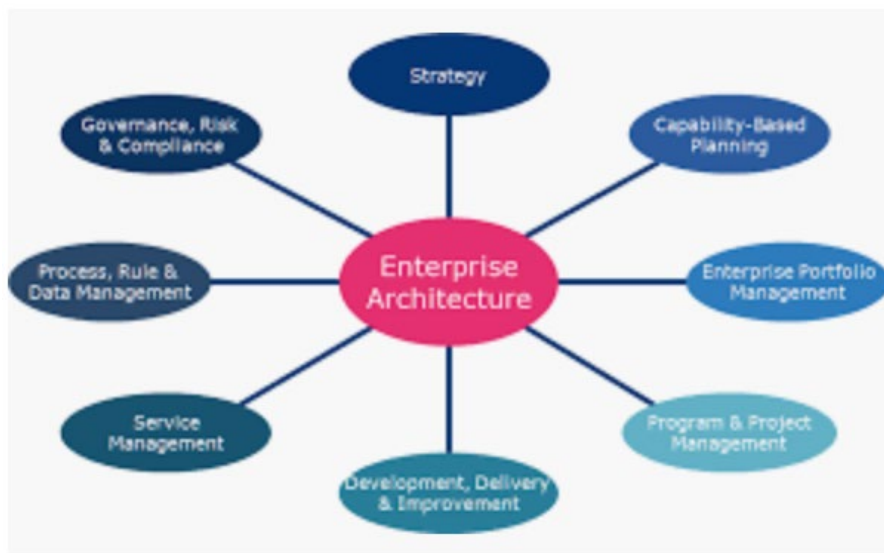 Strategy
Governance, Risk
& Compliance
Capability-Based
Planning
Process, Rule &
Data Management
Enterprise
Architecture
Enterprise Portfolio
Management
Service
Management
Program & Project
Management
Development, Delivery
& Improvement